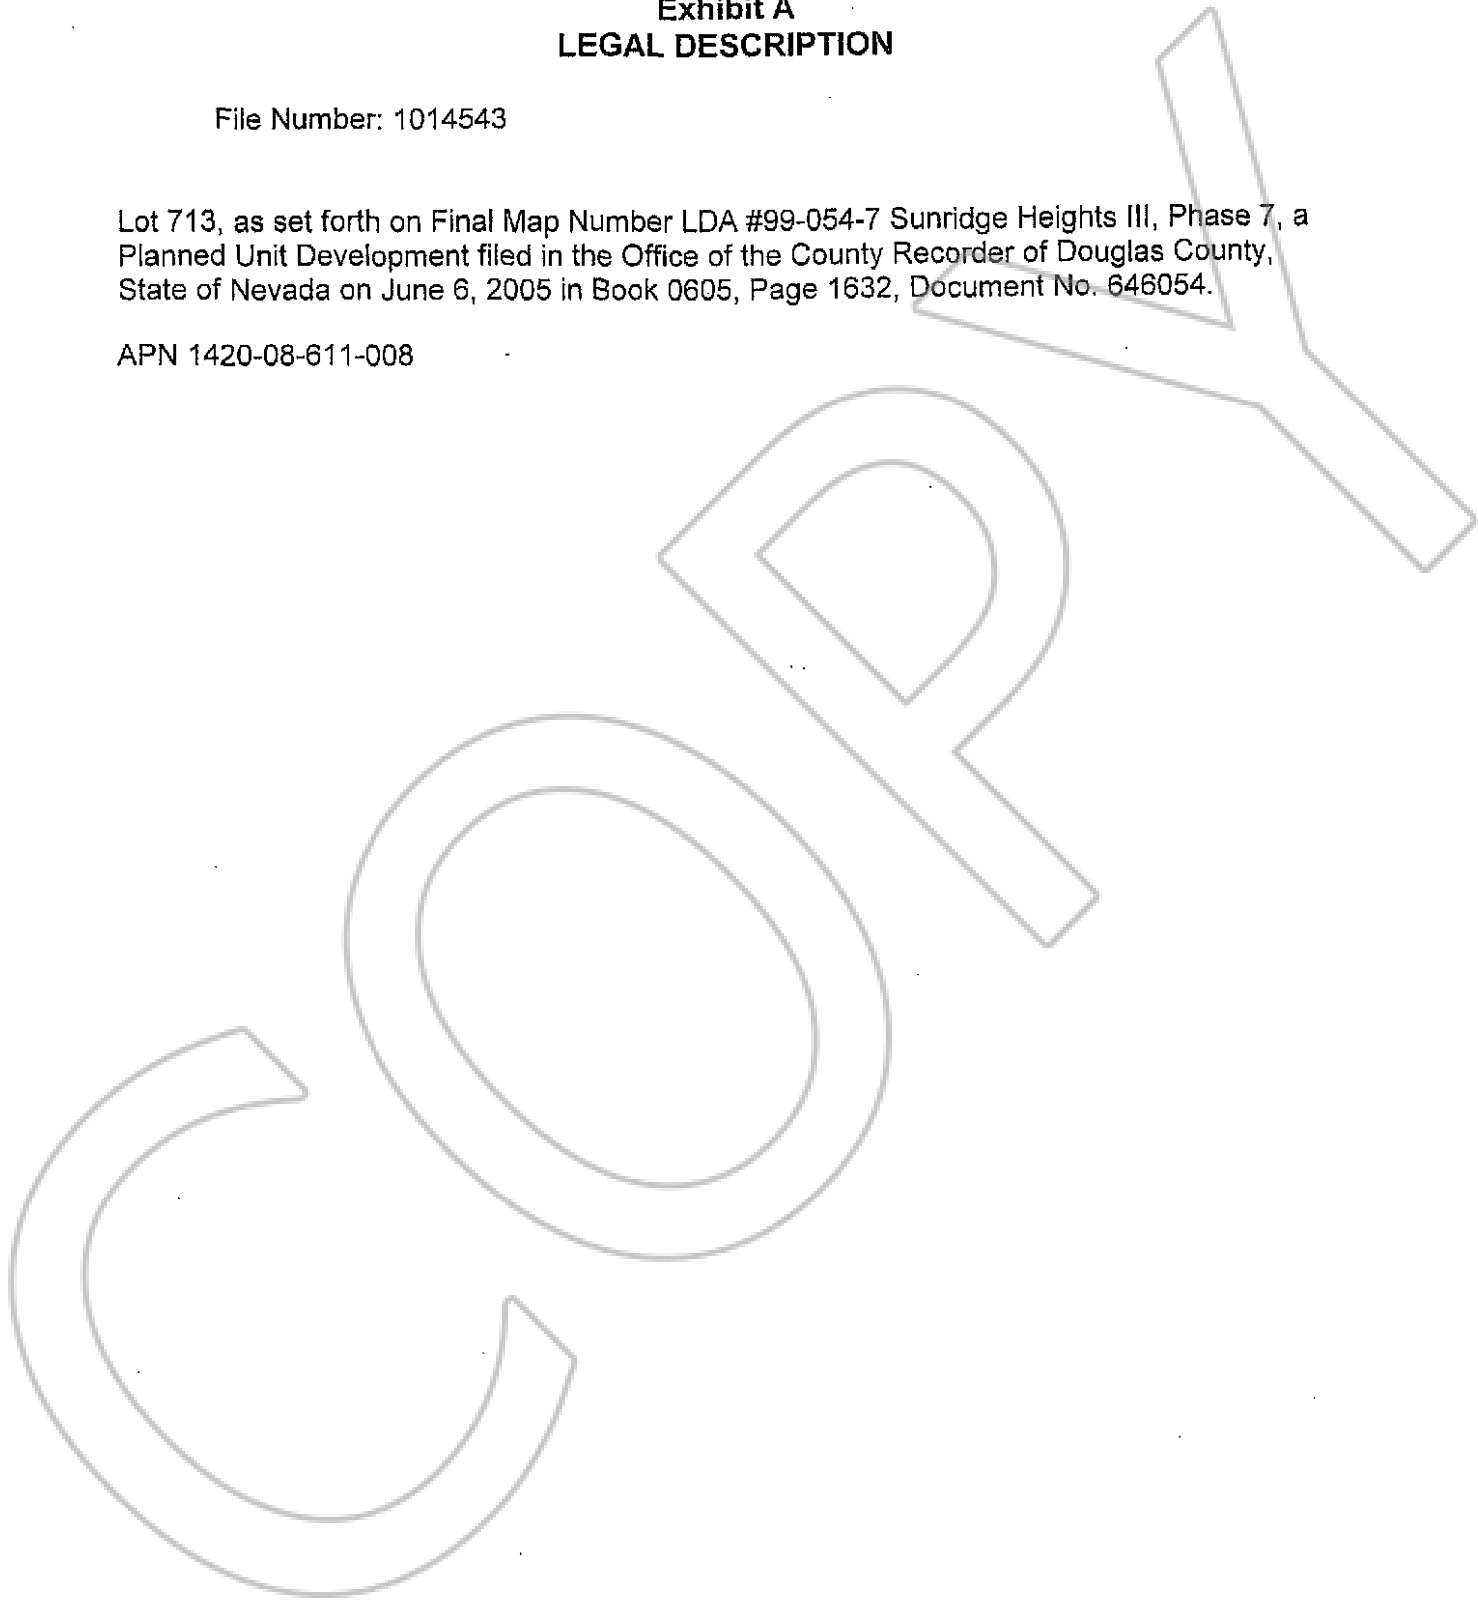 Exhibit A
LEGAL DESCRIPTION
File Number: 1014543
Lot 713, as set forth on Final Map Number LDA #99-054-7 Sunridge Heights III, Phase 7, a
Planned Unit Development filed in the Office of the County Recorder of Douglas County,
State of Nevada on June 6, 2005 in Book 0605, Page 1632, Document No. 646054.
APN 1420-08-611-008
COPY